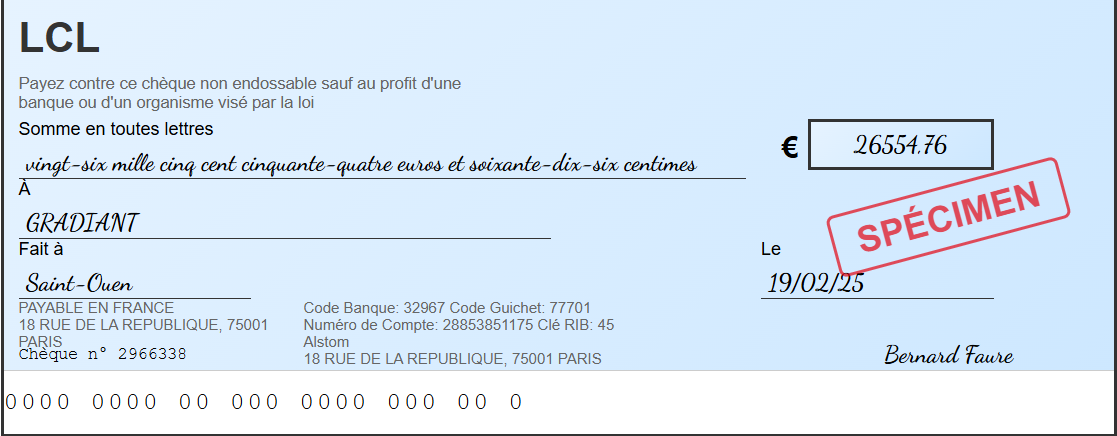 LCL
Payez contre ce chèque non endossable sauf au profit d'une
banque ou d'un organisme visé par la loi
Somme en toutes lettres
vingt-six mille cinq cent cinquante-quatre euros et soixante-dix-six centimes
€ 26554.76
À
GRADIANT
SPÉCIMEN
Fait à
Le
Saint-Ouen
19/02/25
PAYABLE EN FRANCE
18 RUE DE LA REPUBLIQUE, 75001
PARIS
Chèque n° 2966338
Code Banque: 32967 Code Guichet: 77701
Numéro de Compte: 28853851175 Clé RIB: 45
Alstom
18 RUE DE LA REPUBLIQUE, 75001 PARIS
Bernard Faure
0000 0000 00 000 0000 000 00 0